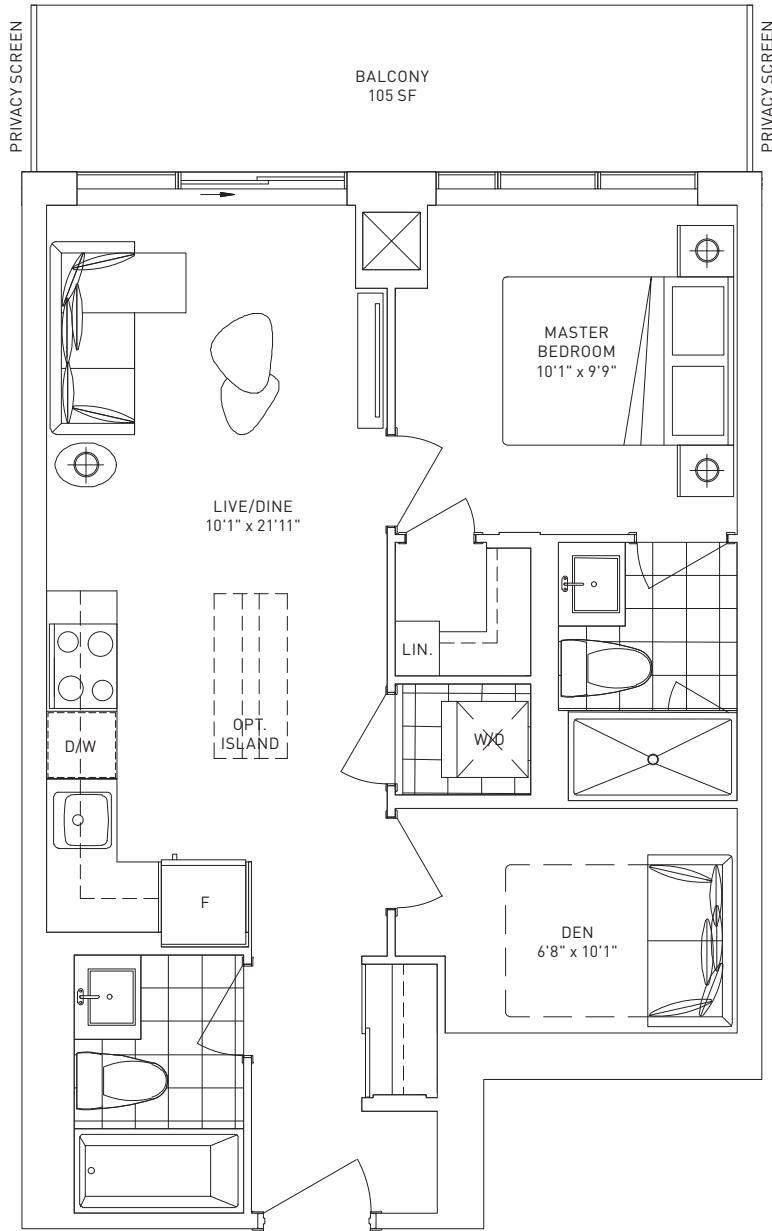 PRIVACY SCREEN
BALCONY
105 SF
PRIVACY SCREEN
MASTER
BEDROOM
10'1" x 9'9"
LIVE/DINE
10'1" x 21'11"
LIN.
OPT.
ISLAND
D/W
W/D
F
DEN
6'8" x 10'1"